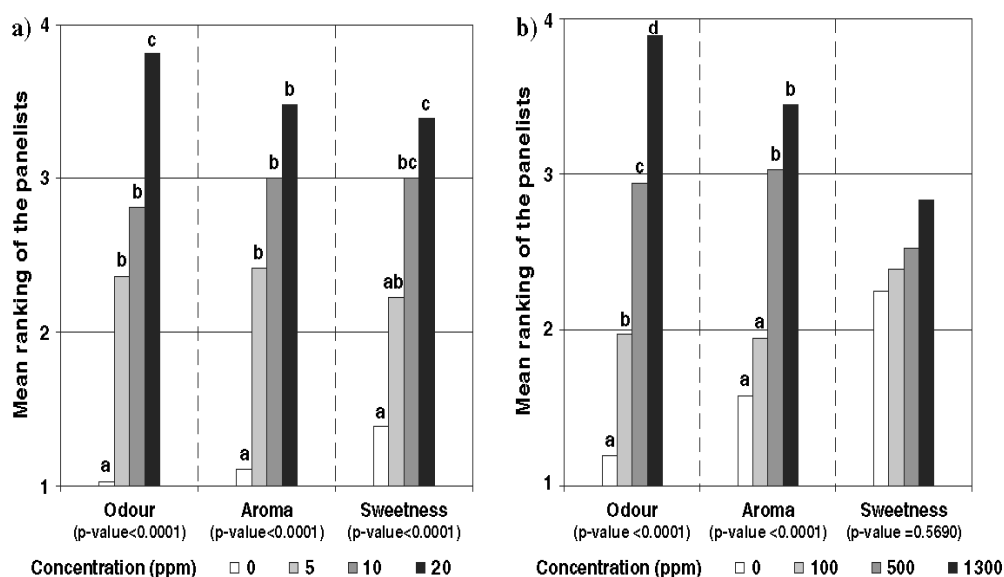 a)
Mean ranking of the panelists
4
3
2
1
a b b c
a b b b
a ab bc c
Odour Aroma Sweetness
(p-value<0.0001) (p-value<0.0001) (p-value<0.0001)
Concentration (ppm) 0 5 10 20
b)
Mean ranking of the panelists
4
3
2
1
a b c d
a a b b
Odour Aroma Sweetness
(p-value <0.0001) (p-value<0.0001) (p-value =0.5690)
Concentration (ppm) 0 100 500 1300